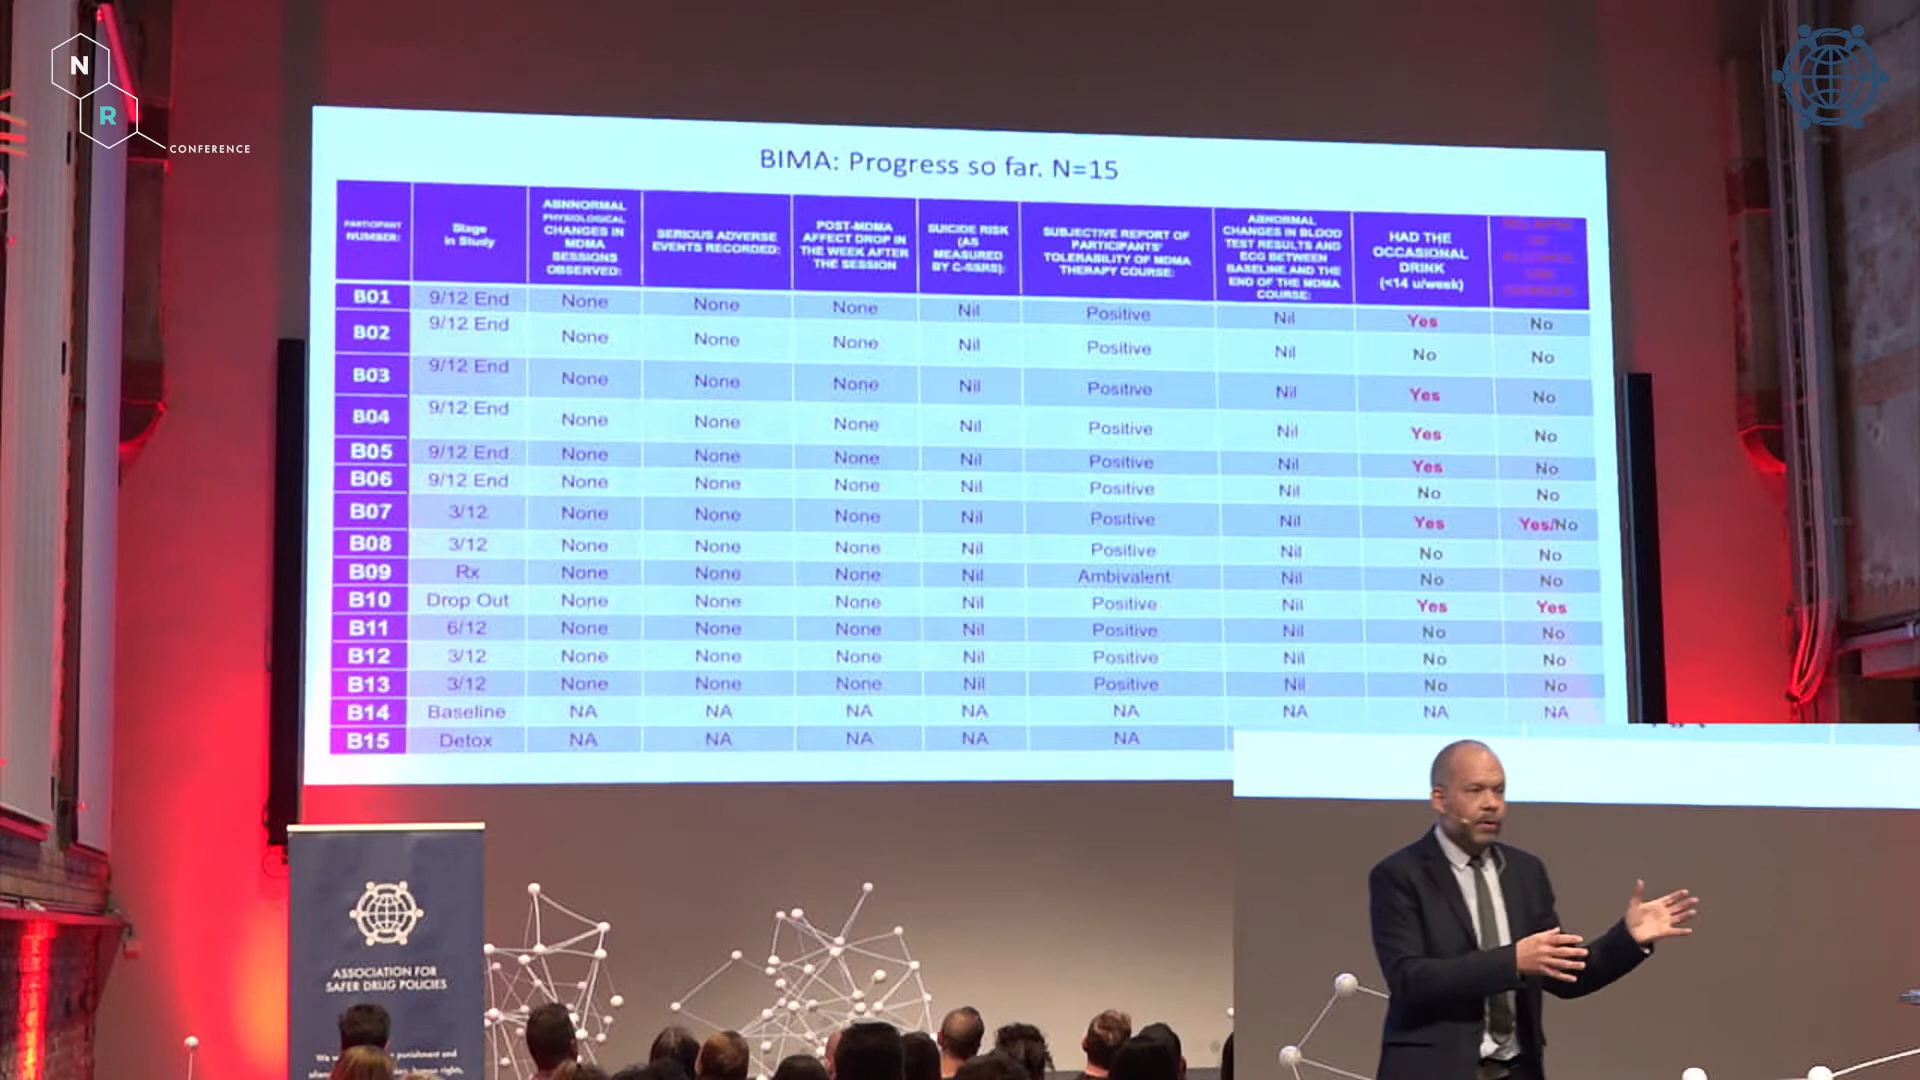 N
R
CONFERENCE
BIMA: Progress so far. N=15
PARTICIPANT
NUMBER:
Stage
in Study
ABNNORMAL
PHYSIOLOGICAL
CHANGES IN
MDMA
SESSIONS
OBSERVED:
SERIOUS ADVERSE
EVENTS RECORDED:
POST-MDMA
AFFECT DROP IN
THE WEEK AFTER
THE SESSION
SUICIDE RISK
(AS
MEASURED
BY C-SSRS):
SUBJECTIVE REPORT OF
PARTICIPANTS'
TOLERABILITY OF MDMA
THERAPY COURSE:
ABNORMAL
CHANGES IN BLOOD
TEST RESULTS AND
ECG BETWEEN
BASELINE AND THE
END OF THE MDMA
COURSE:
HAD THE
OCCASIONAL
DRINK
(<14 u/week)
B01 9/12 End None None None Nil Positive Nil Yes No
B02 9/12 End None None None Nil Positive Nil No No
B03 9/12 End None None None Nil Positive Nil Yes No
B04 9/12 End None None None Nil Positive Nil Yes No
B05 9/12 End None None None Nil Positive Nil Yes No
B06 9/12 End None None None Nil Positive Nil No No
B07 3/12 None None None Nil Positive Nil Yes Yes/No
B08 3/12 None None None Nil Positive Nil No No
B09 Rx None None None Nil Ambivalent Nil No No
B10 Drop Out None None None Nil Positive Nil Yes Yes
B11 6/12 None None None Nil Positive Nil No No
B12 3/12 None None None Nil Positive Nil No No
B13 3/12 None None None Nil Positive Nil No No
B14 Baseline NA NA NA NA NA NA NA NA
B15 Detox NA NA NA NA NA
ASSOCIATION FOR
SAFER DRUG POLICIES
We punishment and
human rights,